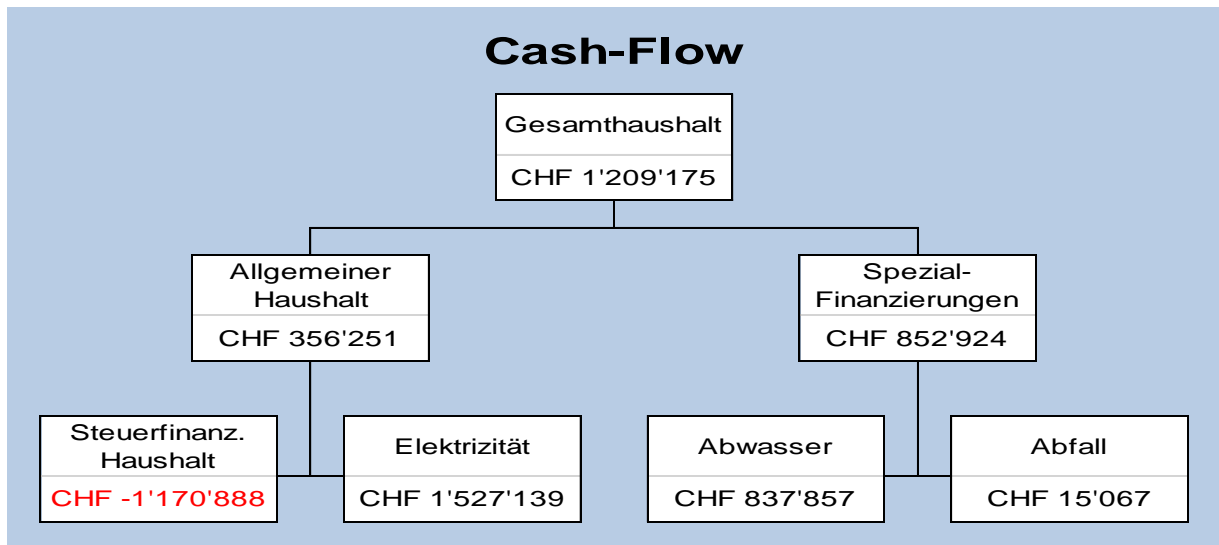 Cash-Flow
Gesamthaushalt
CHF 1'209'175
Allgemeiner
Haushalt
CHF 356'251
Spezial-
Finanzierungen
CHF 852'924
Steuerfinanz.
Haushalt
CHF -1'170'888
Elektrizität
CHF 1'527'139
Abwasser
CHF 837'857
Abfall
CHF 15'067